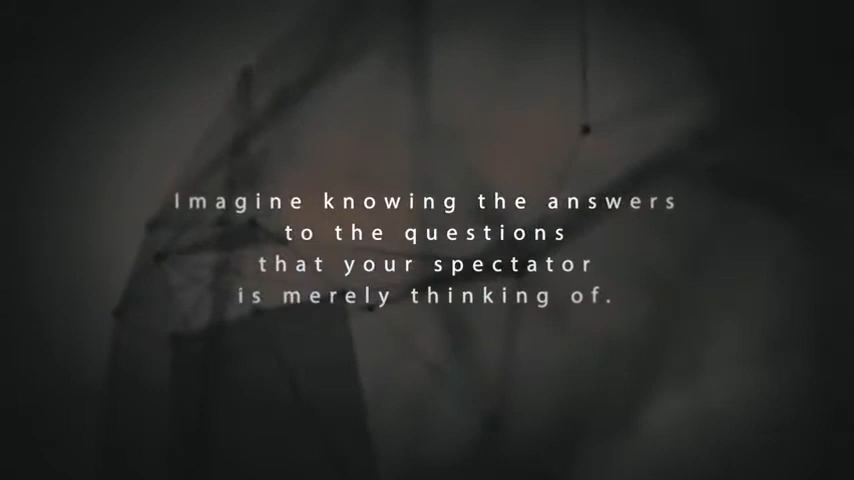 Imagine knowing the answers
to the questions
that your spectator
is merely thinking of.